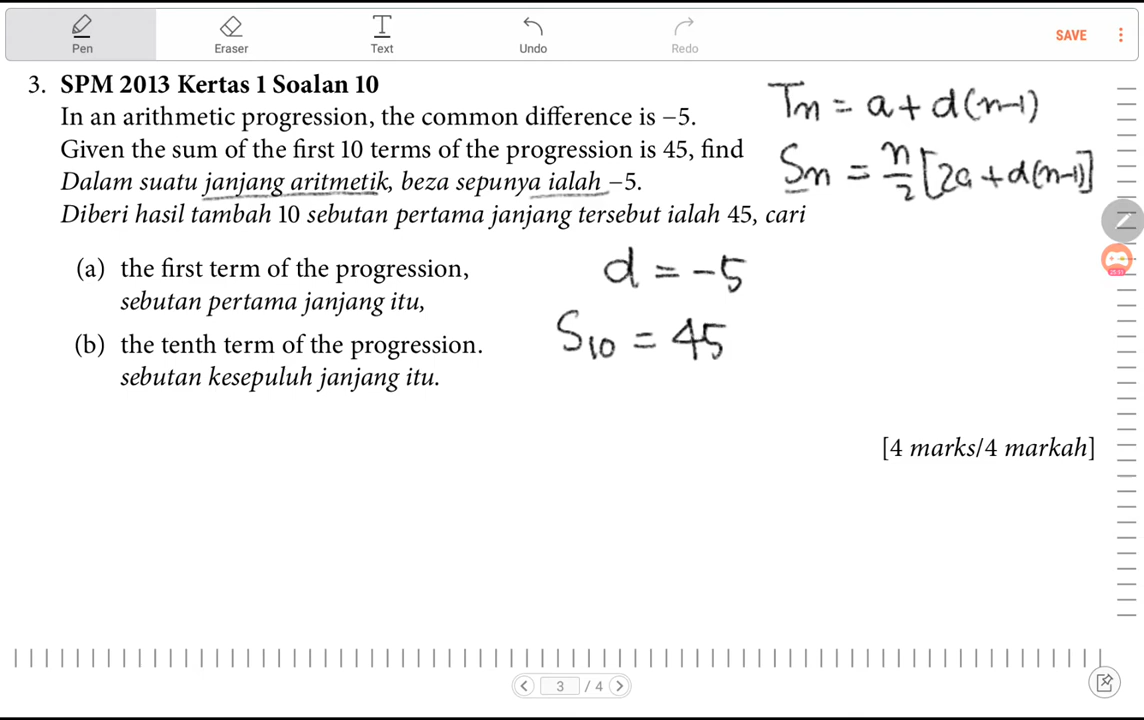 Pen Eraser Text Undo Redo SAVE
3. SPM 2013 Kertas 1 Soalan 10
In an arithmetic progression, the common difference is −5.
Given the sum of the first 10 terms of the progression is 45, find
Dalam suatu janjang aritmetik, beza sepunya ialah −5.
Diberi hasil tambah 10 sebutan pertama janjang tersebut ialah 45, cari
Tn = a + d(n-1)
Sn = n/2 [2a + d(n-1)]
(a) the first term of the progression,
sebutan pertama janjang itu,
(b) the tenth term of the progression.
sebutan kesepuluh janjang itu.
d = -5
S10 = 45
[4 marks/4 markah]
3 / 4